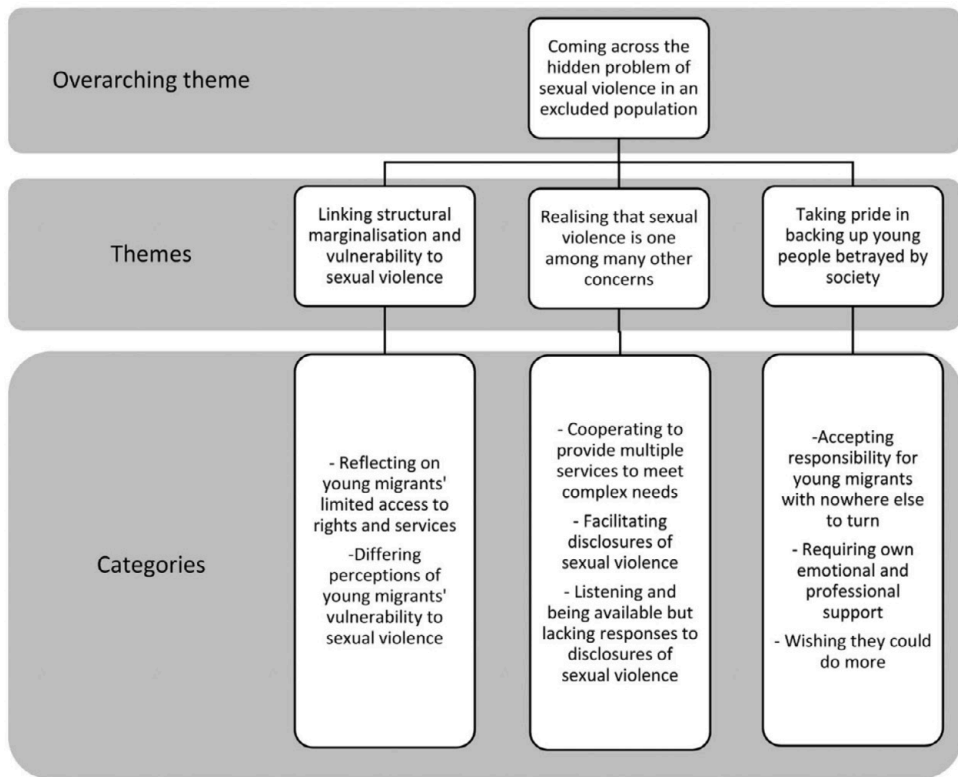 Overarching theme
Coming across the
hidden problem of
sexual violence in an
excluded population
Themes
Linking structural
marginalisation and
vulnerability to
sexual violence
Realising that sexual
violence is one
among many other
concerns
Taking pride in
backing up young
people betrayed by
society
Categories
- Reflecting on
young migrants'
limited access to
rights and services
-Differing
perceptions of
young migrants'
vulnerability to
sexual violence
- Cooperating to
provide multiple
services to meet
complex needs
- Facilitating
disclosures of
sexual violence
- Listening and
being available but
lacking responses to
disclosures of
sexual violence
-Accepting
responsibility for
young migrants
with nowhere else
to turn
- Requiring own
emotional and
professional
support
- Wishing they could
do more